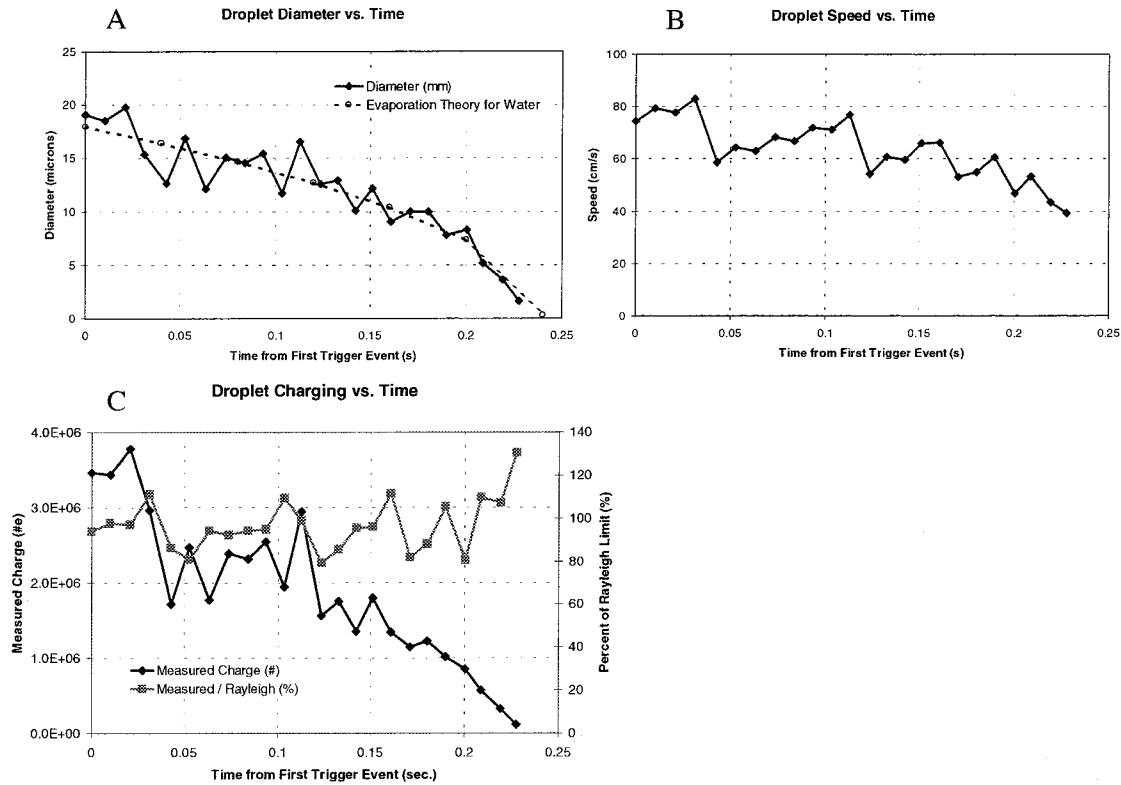 A
Droplet Diameter vs. Time
25
20
15
10
5
0
Diameter (microns)
Diameter (mm)
Evaporation Theory for Water
0
0.05
0.1
0.15
0.2
0.25
Time from First Trigger Event (s)
B
Droplet Speed vs. Time
100
80
60
40
20
0
Speed (cm/s)
0
0.05
0.1
0.15
0.2
0.25
Time from First Trigger Event (s)
C
Droplet Charging vs. Time
4.0E+06
3.0E+06
2.0E+06
1.0E+06
0.0E+00
Measured Charge (#e)
Measured Charge (#)
Measured / Rayleigh (%)
140
120
100
80
60
40
20
0
Percent of Rayleigh Limit (%)
0
0.05
0.1
0.15
0.2
0.25
Time from First Trigger Event (sec.)